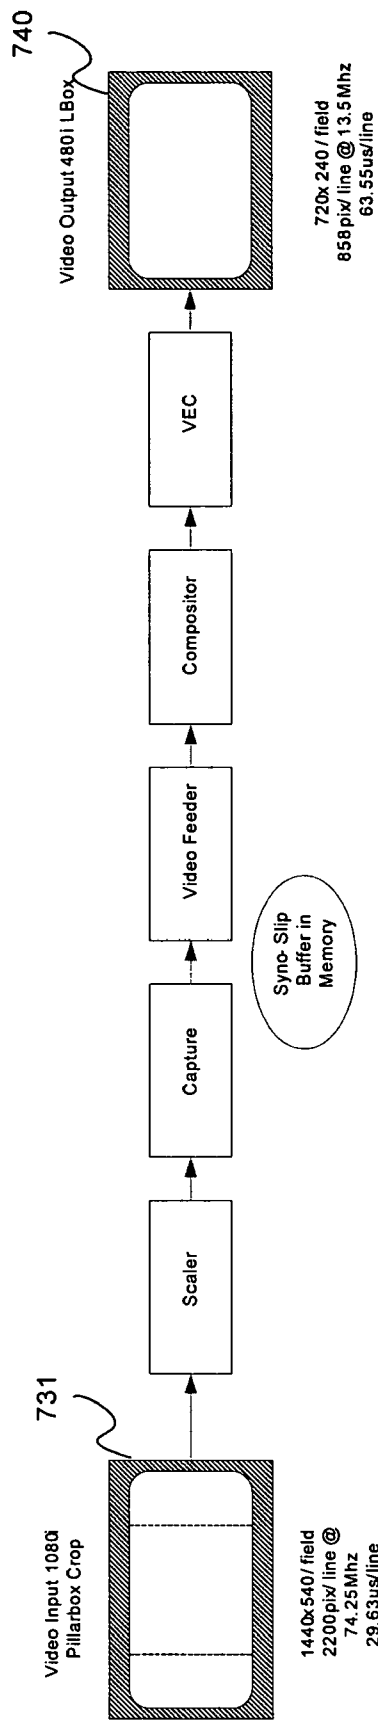 731
Video Input 1080i
Pillarbox Crop
1440x540/ field
2200pix/ line @
74.25Mhz
29.63us/line
Scaler
Capture
Syno- Slip
Buffer in
Memory
Video Feeder
Compositor
VEC
740
Video Output 480i LBox
720x 240 / field
858pix/ line @ 13.5 Mhz
63.55us/line